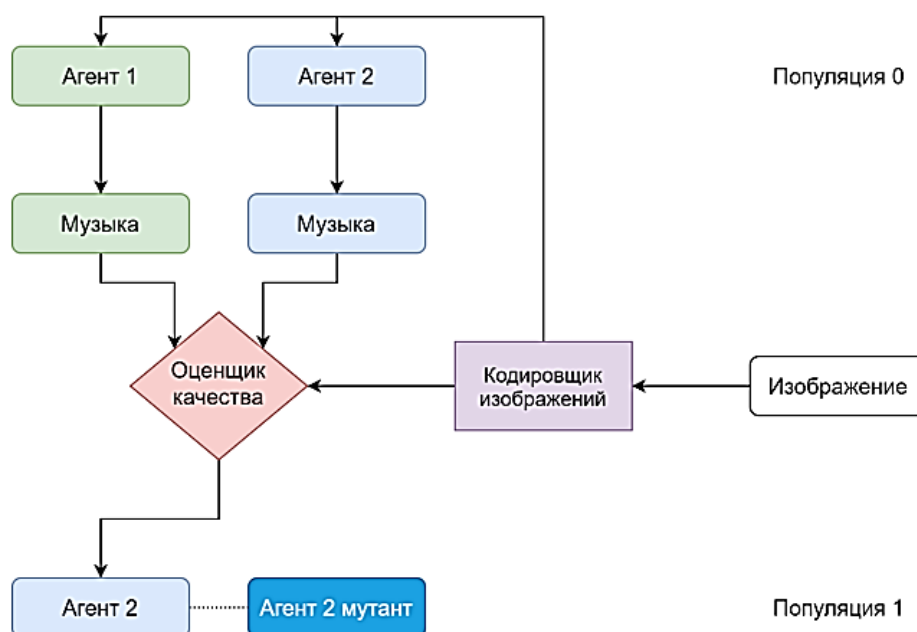 Агент 1
Агент 2
Популяция 0
Музыка
Музыка
Оценщик
качества
Кодировщик
изображений
Изображение
Агент 2
Агент 2 мутант
Популяция 1